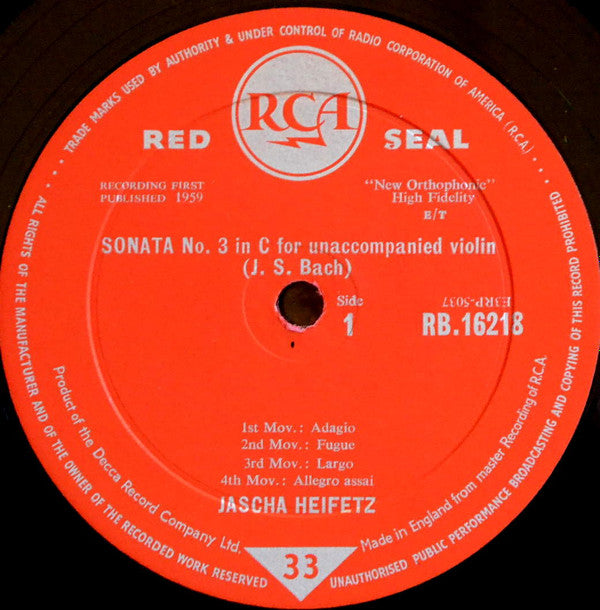 ··· TRADE MARKS USED BY AUTHORITY & UNDER CONTROL OF RADIO CORPORATION OF AMERICA (R.C.A.) ···
RCA
RED SEAL
RECORDING FIRST
PUBLISHED 1959
"New Orthophonic"
High Fidelity
E/T
SONATA No. 3 in C for unaccompanied violin
(J. S. Bach)
Side
1
E3RP-5037
RB.16218
1st Mov.: Adagio
2nd Mov.: Fugue
3rd Mov.: Largo
4th Mov.: Allegro assai
JASCHA HEIFETZ
Product of the Decca Record Company Ltd.
Made in England from master Recording of R.C.A.
33
ALL RIGHTS OF THE MANUFACTURER AND OF THE OWNER OF THE RECORDED WORK RESERVED
UNAUTHORISED PUBLIC PERFORMANCE BROADCASTING AND COPYING OF THIS RECORD PROHIBITED